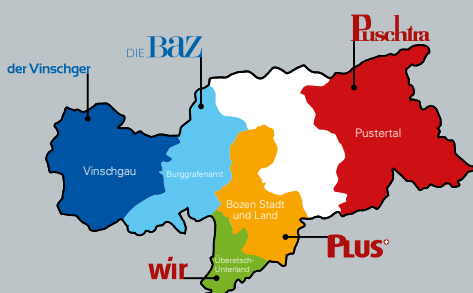 Puschtra
DIE BaZ
der Vinschger
Pustertal
Vinschgau
Burggrafenamt
Bozen Stadt
und Land
PLUS+
Überetsch-
Unterland
wir